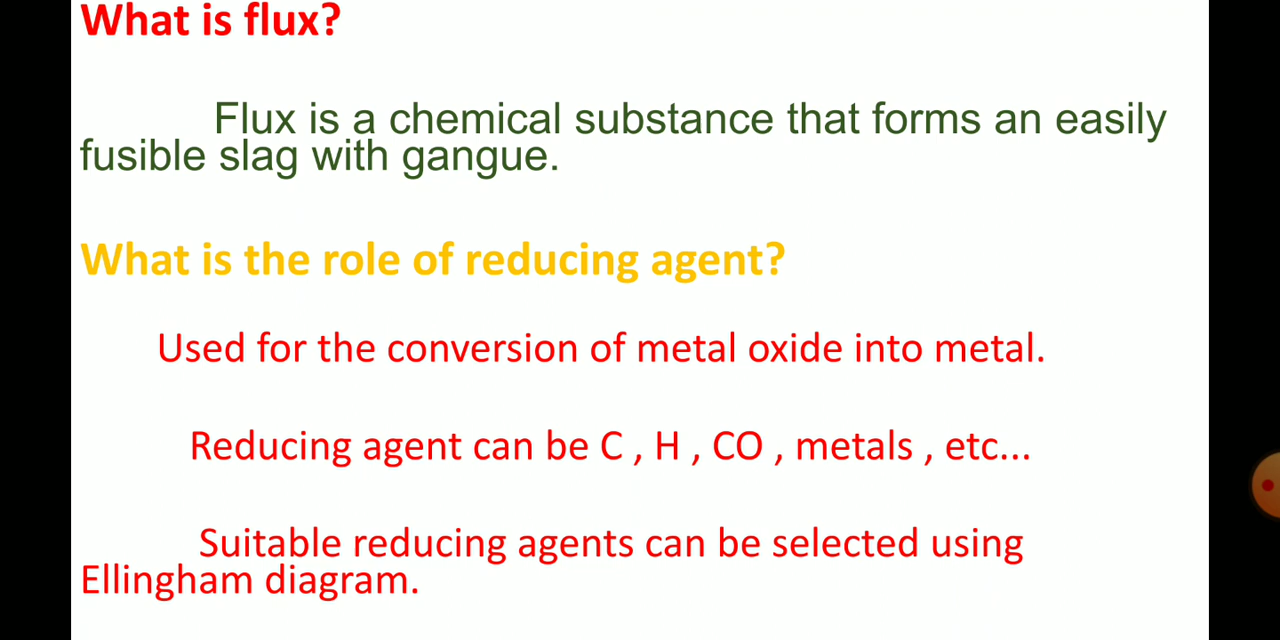 What is flux?
Flux is a chemical substance that forms an easily
fusible slag with gangue.
What is the role of reducing agent?
Used for the conversion of metal oxide into metal.
Reducing agent can be C , H , CO , metals , etc...
Suitable reducing agents can be selected using
Ellingham diagram.